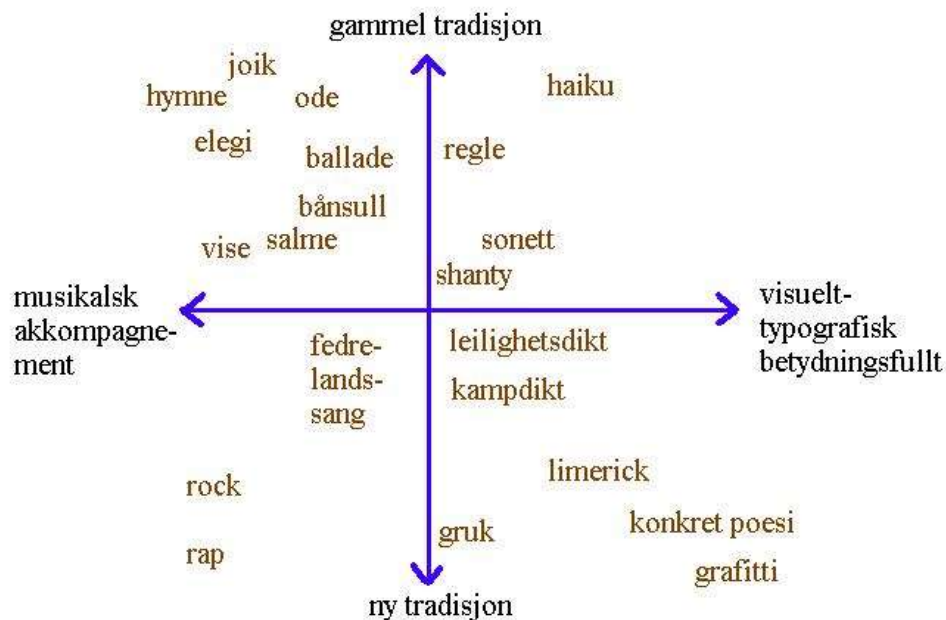 gammel tradisjon
joik
hymne
ode
haiku
elegi
ballade
regle
bånsull
vise
salme
sonett
shanty
musikalsk
akkompagne-
ment
visuelt-
typografisk
betydningsfullt
fedre-
lands-
sang
leilighetsdikt
kampdikt
limerick
rock
konkret poesi
gruk
rap
grafitti
ny tradisjon